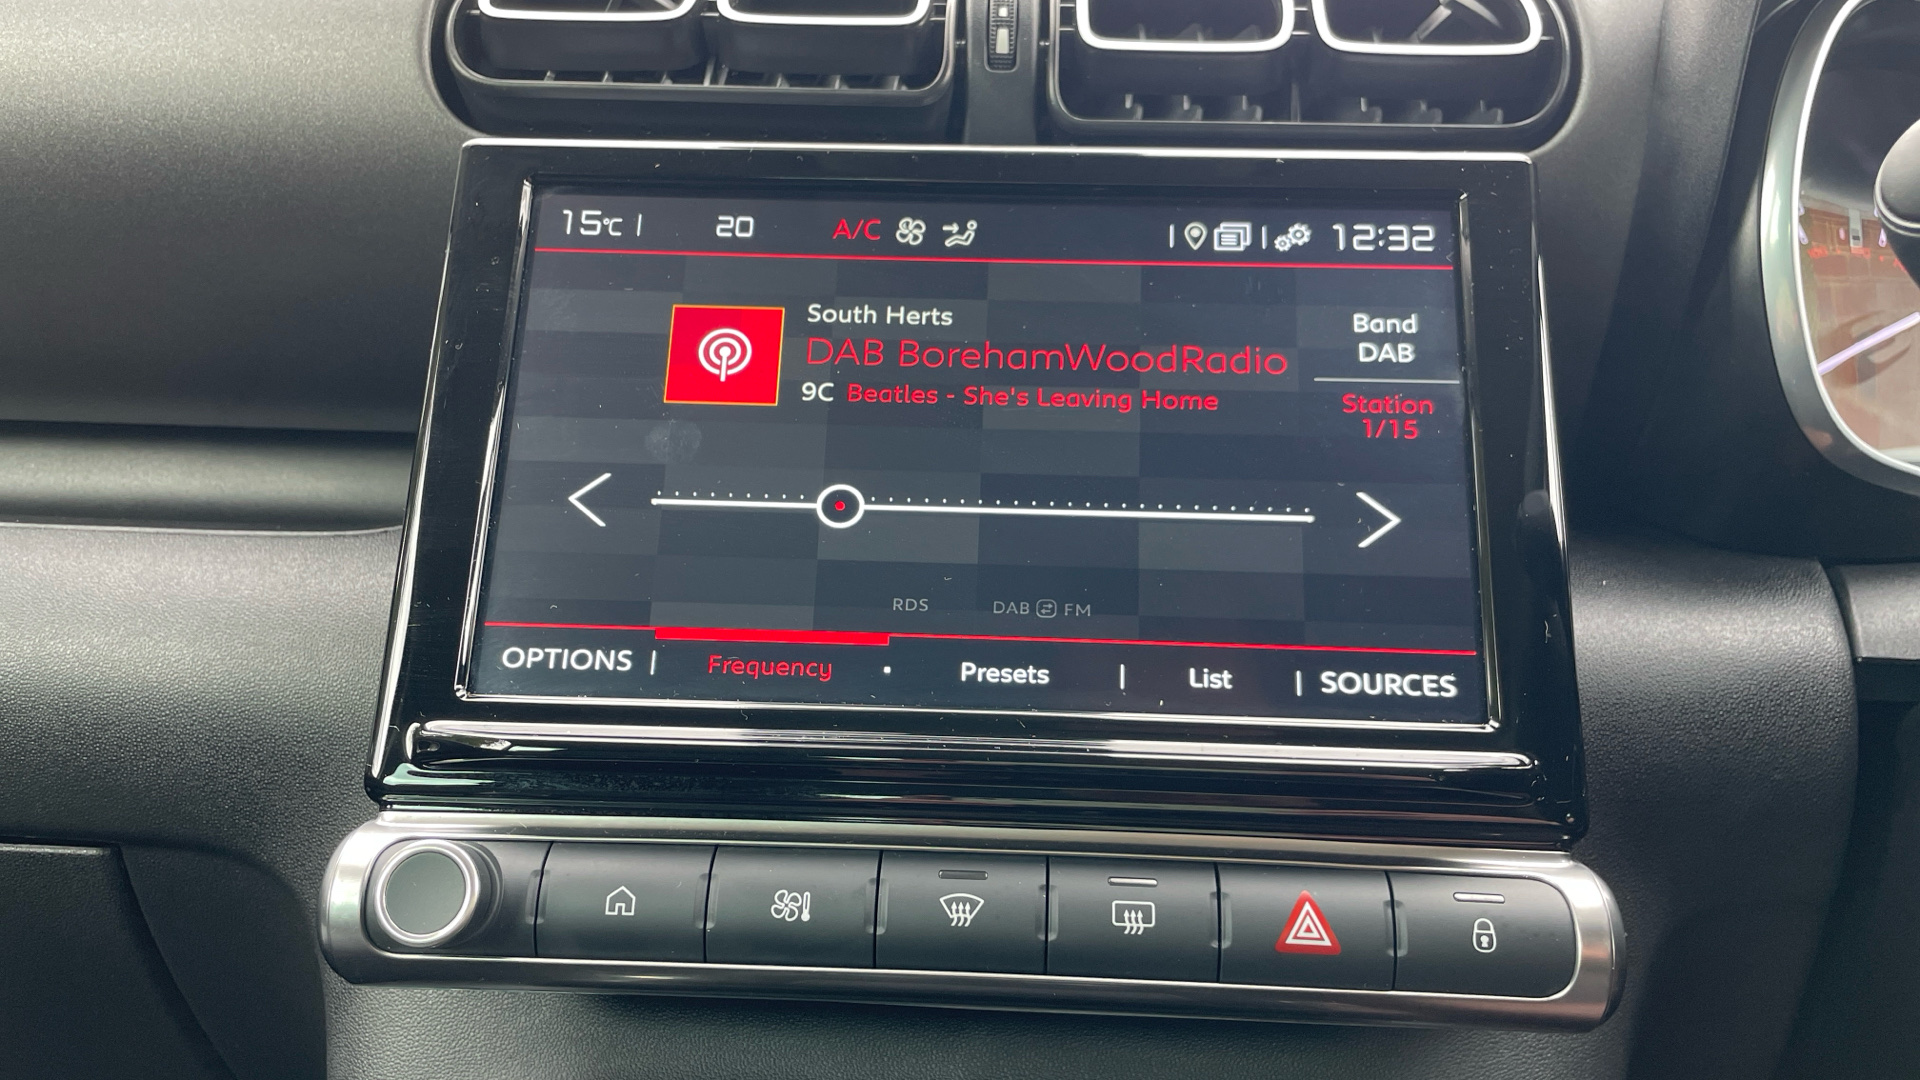 15°C 20 A/C 12:32
South Herts
DAB BorehamWoodRadio
9C Beatles - She's Leaving Home
Band
DAB
Station
1/15
RDS DAB FM
OPTIONS Frequency Presets List SOURCES